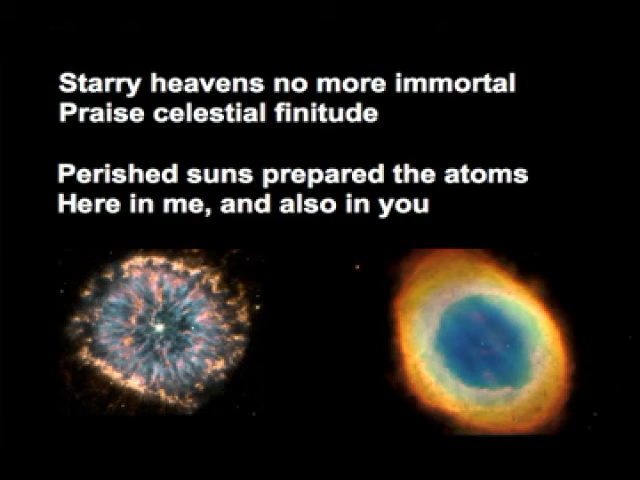 Starry heavens no more immortal
Praise celestial finitude
Perished suns prepared the atoms
Here in me, and also in you